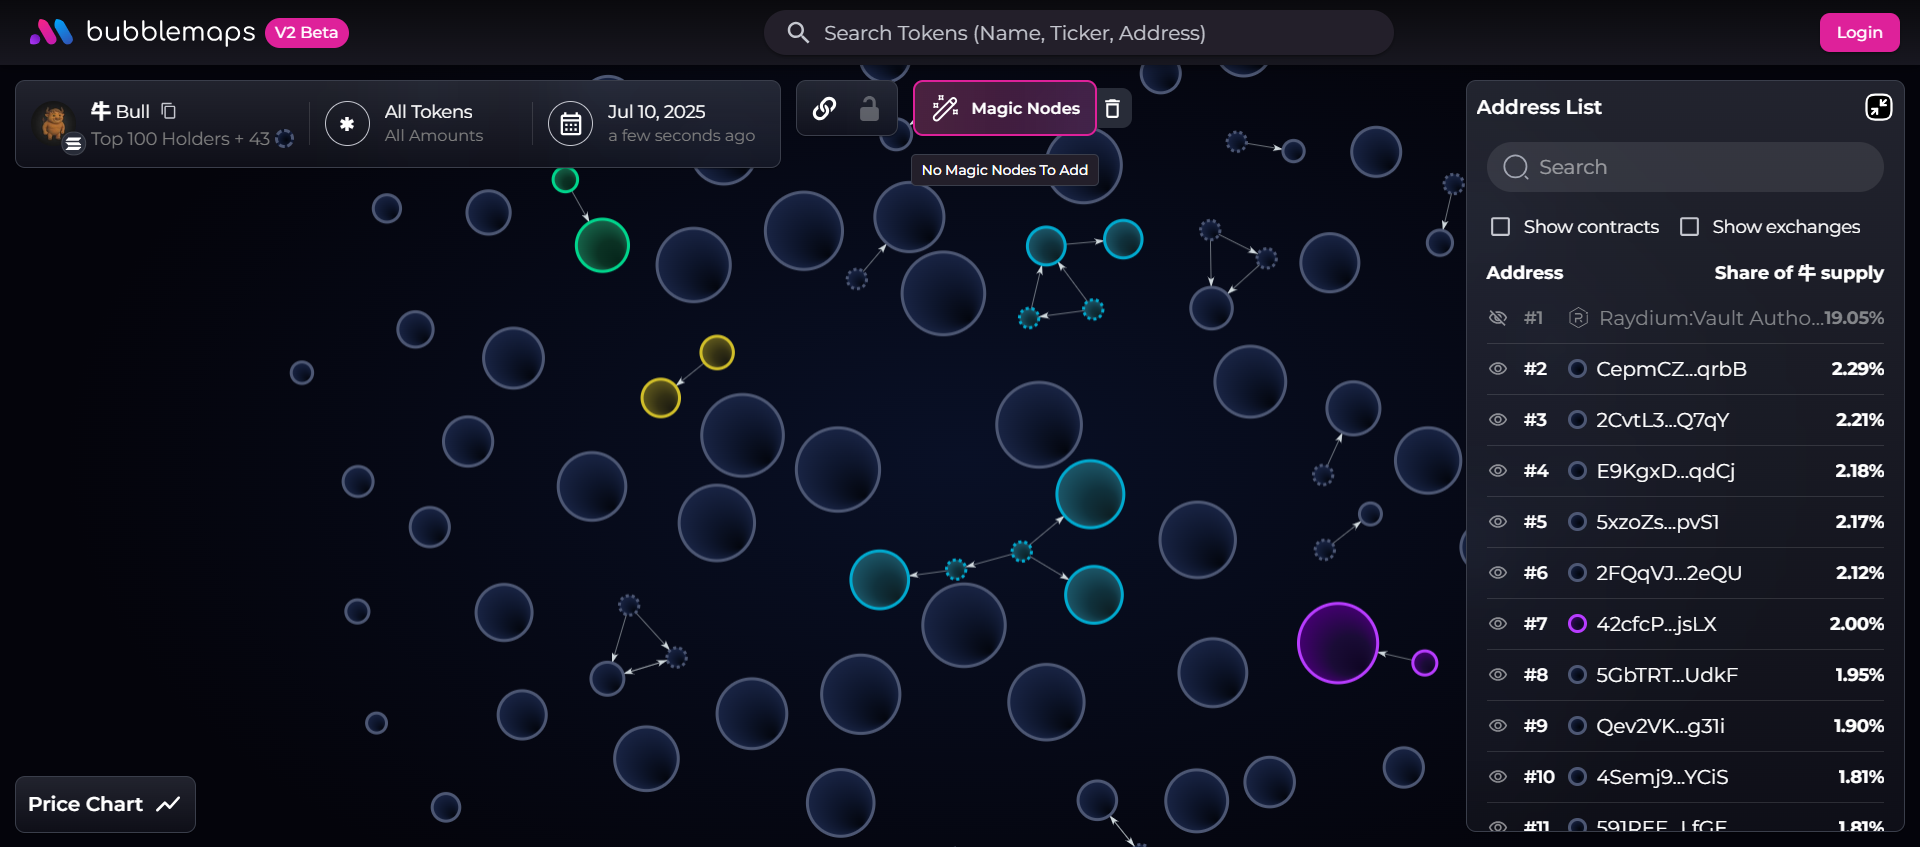 bubblemaps V2 Beta
Search Tokens (Name, Ticker, Address)
Login
牛 Bull
Top 100 Holders + 43
All Tokens
All Amounts
Jul 10, 2025
a few seconds ago
Magic Nodes
No Magic Nodes To Add
Address List
Search
Show contracts
Show exchanges
Address Share of 牛 supply
#1 Raydium:Vault Autho...19.05%
#2 CepmCZ...qrbB 2.29%
#3 2CvtL3...Q7qY 2.21%
#4 E9KgxD...qdCj 2.18%
#5 5xzoZs...pvS1 2.17%
#6 2FQqVJ...2eQU 2.12%
#7 42cfcP...jsLX 2.00%
#8 5GbTRT...UdkF 1.95%
#9 Qev2VK...g31i 1.90%
#10 4Semj9...YCiS 1.81%
#11 1.81%
Price Chart